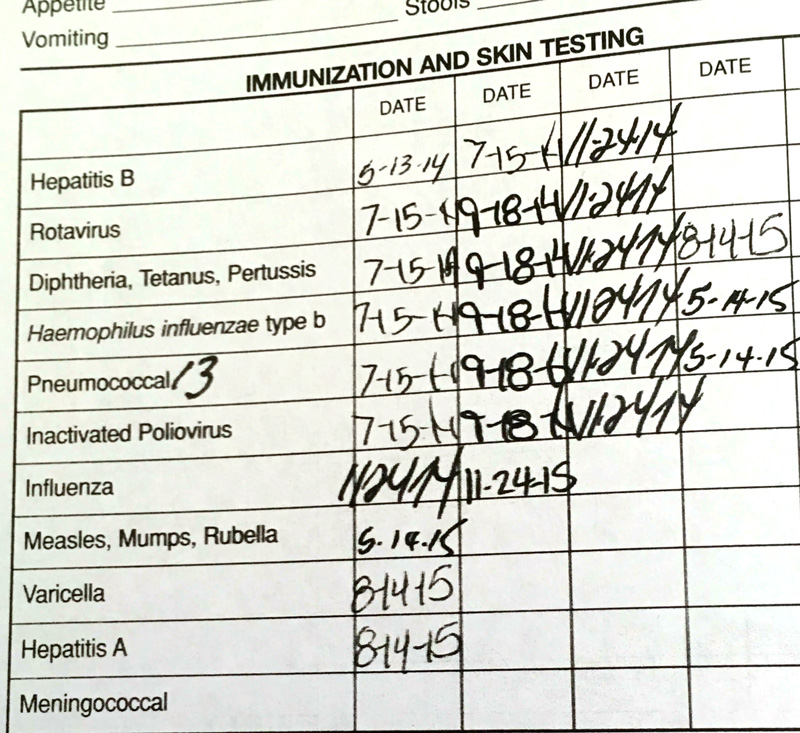 Appetite Stools
Vomiting
IMMUNIZATION AND SKIN TESTING
DATE DATE DATE DATE
Hepatitis B 5-13-14 7-15-14 11-24-14
Rotavirus 7-15-14 9-18-14 11-24-14
Diphtheria, Tetanus, Pertussis 7-15-14 9-18-14 11-24-14 8-14-15
Haemophilus influenzae type b 7-15-14 9-18-14 11-24-14 5-14-15
Pneumococcal 13 7-15-14 9-18-14 11-24-14 5-14-15
Inactivated Poliovirus 7-15-14 9-18-14 11-24-14
Influenza 11-24-14 11-24-15
Measles, Mumps, Rubella 5-14-15
Varicella 8-14-15
Hepatitis A 8-14-15
Meningococcal